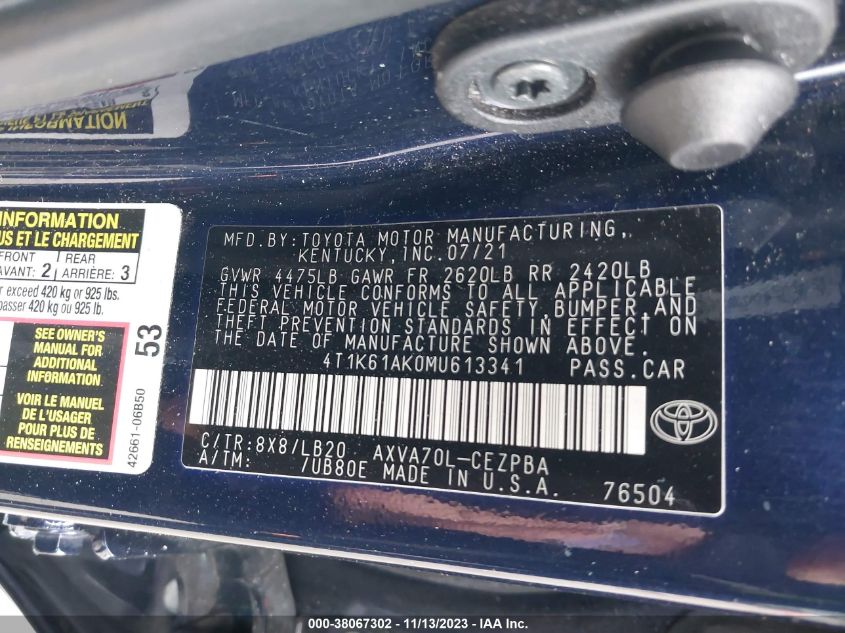 NOITAMЯO
INFORMATION
US ET LE CHARGEMENT
FRONT
AVANT: 2
REAR
ARRIÈRE: 3
r exceed 420 kg or 925 lbs.
passer 420 kg ou 925 lb.
SEE OWNER'S
MANUAL FOR
ADDITIONAL
INFORMATION
VOIR LE MANUEL
DE L'USAGER
POUR PLUS DE
RENSEIGNEMENTS
53
42661-06B50
MFD.BY:TOYOTA MOTOR MANUFACTURING,
KENTUCKY,INC.07/21
GVWR 4475LB GAWR FR 2620LB RR 2420LB
THIS VEHICLE CONFORMS TO ALL APPLICABLE
FEDERAL MOTOR VEHICLE SAFETY,BUMPER,AND
THEFT PREVENTION STANDARDS IN EFFECT ON
THE DATE OF MANUFACTURE SHOWN ABOVE.
4T1K61AK0MU613341 PASS.CAR
C/TR:8X8/LB20 AXVA70L-CEZPBA
A/TM: /UB80E MADE IN U.S.A.
76504
000-38067302 - 11/13/2023 - IAAI Inc.